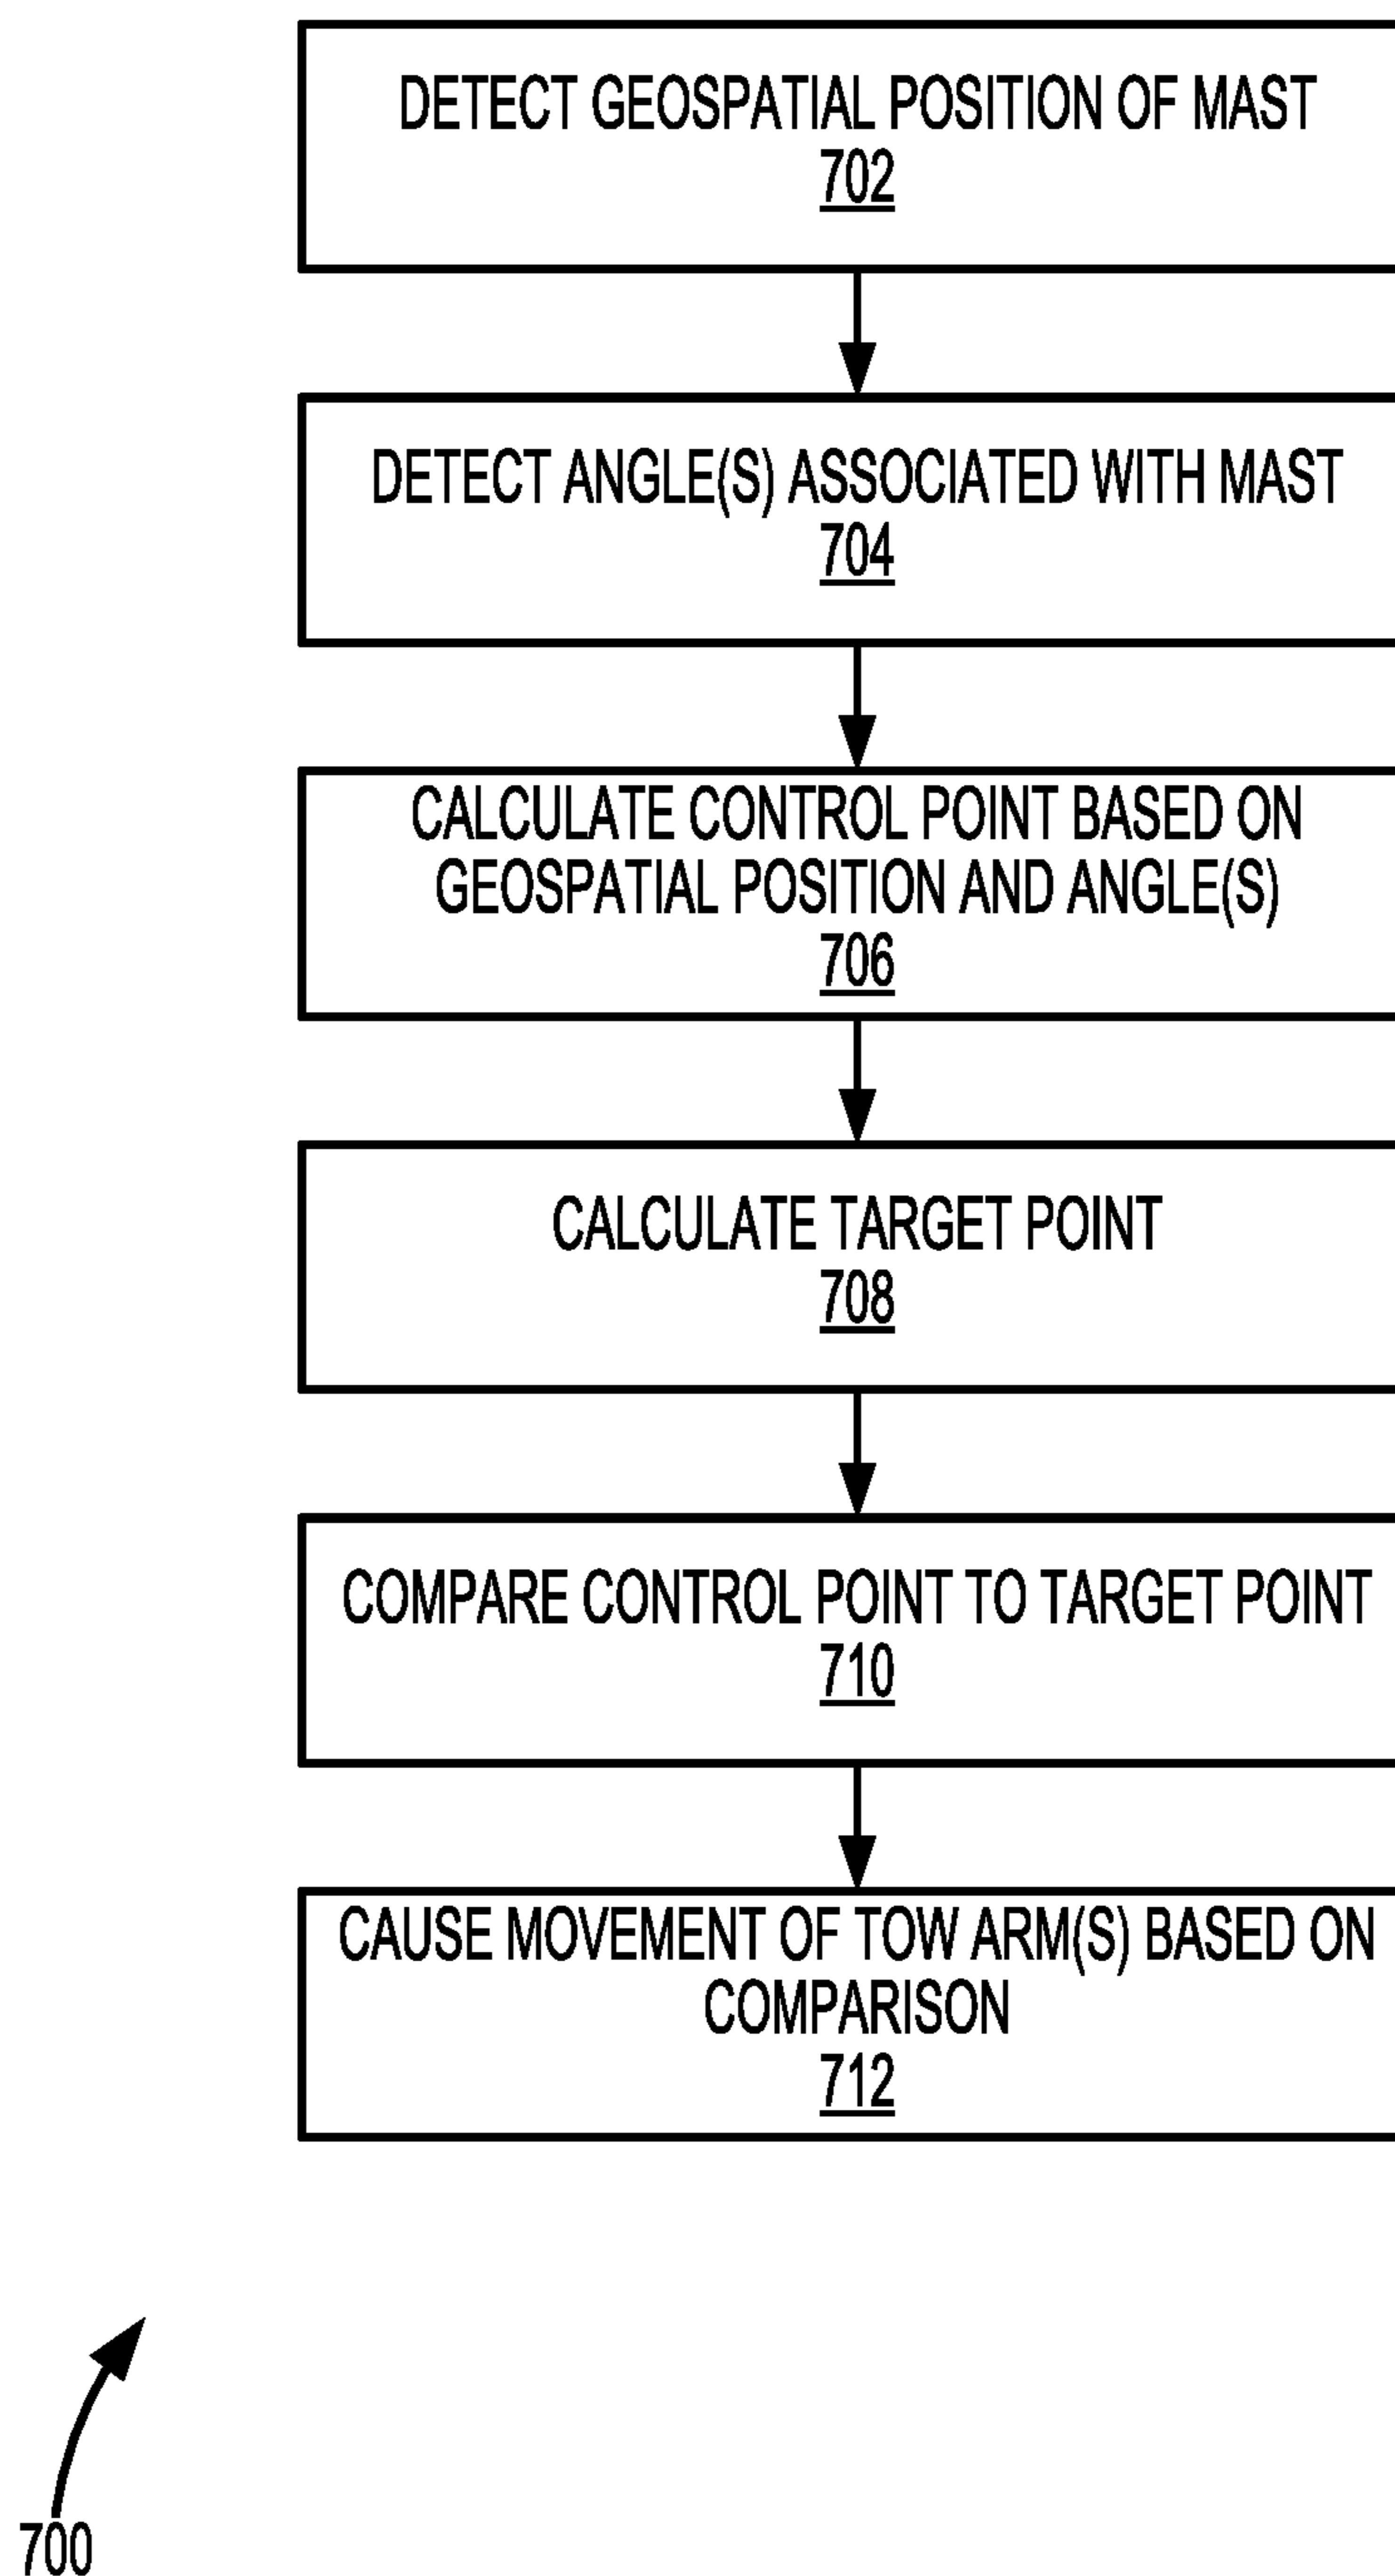 DETECT GEOSPATIAL POSITION OF MAST
702
DETECT ANGLE(S) ASSOCIATED WITH MAST
704
CALCULATE CONTROL POINT BASED ON
GEOSPATIAL POSITION AND ANGLE(S)
706
CALCULATE TARGET POINT
708
COMPARE CONTROL POINT TO TARGET POINT
710
CAUSE MOVEMENT OF TOW ARM(S) BASED ON
COMPARISON
712
700